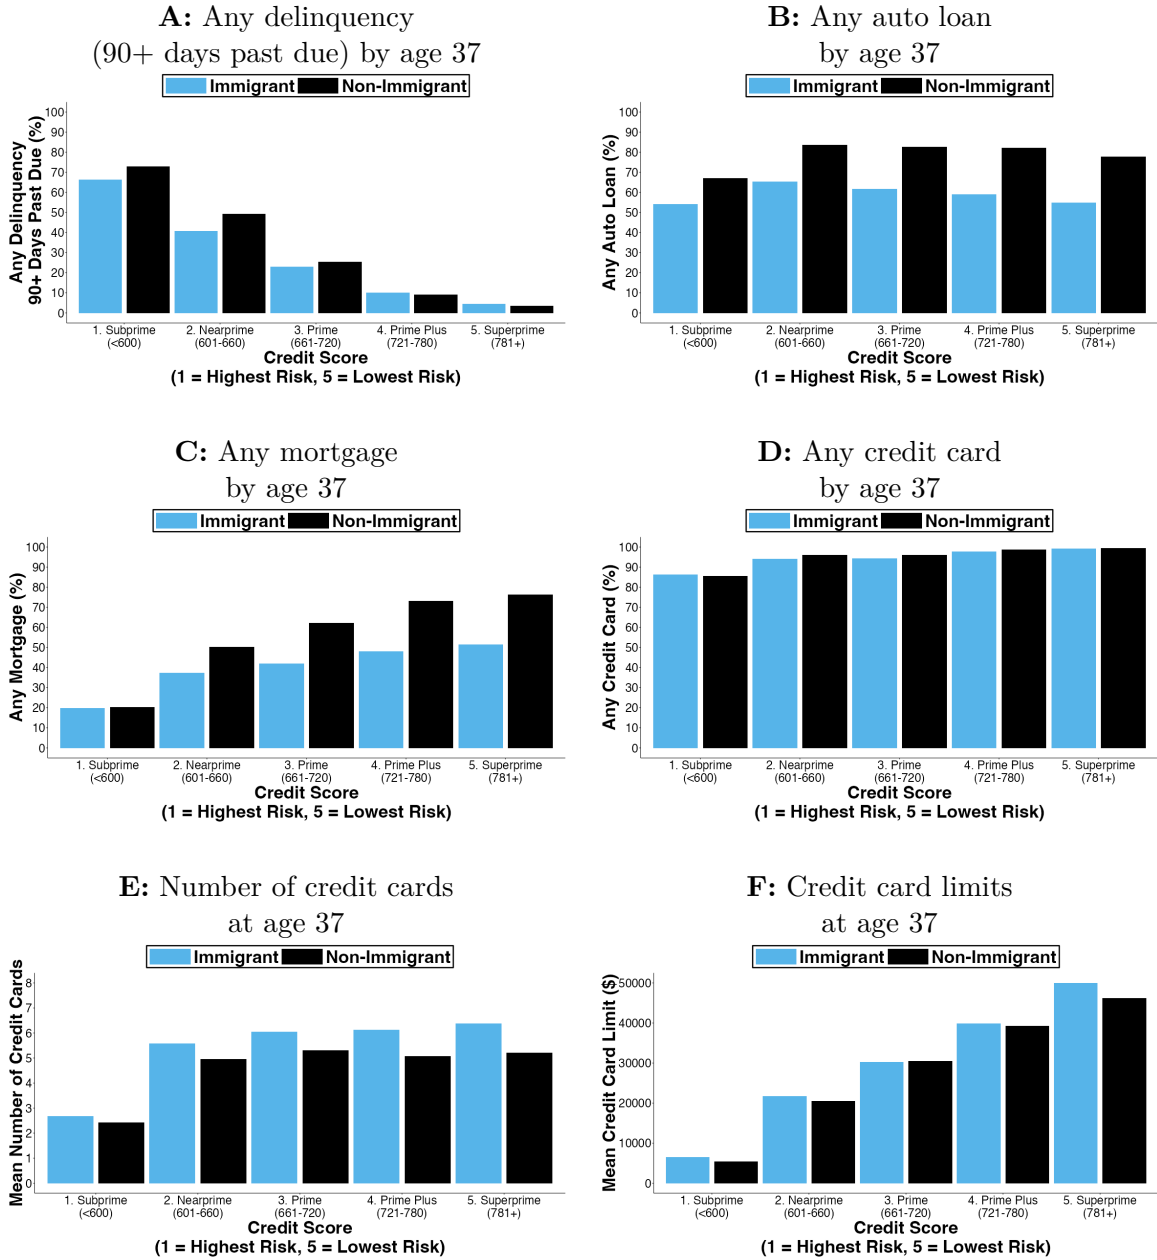 A: Any delinquency
(90+ days past due) by age 37
Immigrant Non-Immigrant
Any Delinquency
90+ Days Past Due (%)
100
90
80
70
60
50
40
30
20
10
0
1. Subprime 2. Nearprime 3. Prime 4. Prime Plus 5. Superprime
(<600) (601-660) (661-720) (721-780) (781+)
Credit Score
(1 = Highest Risk, 5 = Lowest Risk)
B: Any auto loan
by age 37
Immigrant Non-Immigrant
Any Auto Loan (%)
100
90
80
70
60
50
40
30
20
10
0
1. Subprime 2. Nearprime 3. Prime 4. Prime Plus 5. Superprime
(<600) (601-660) (661-720) (721-780) (781+)
Credit Score
(1 = Highest Risk, 5 = Lowest Risk)
C: Any mortgage
by age 37
Immigrant Non-Immigrant
Any Mortgage (%)
100
90
80
70
60
50
40
30
20
10
0
1. Subprime 2. Nearprime 3. Prime 4. Prime Plus 5. Superprime
(<600) (601-660) (661-720) (721-780) (781+)
Credit Score
(1 = Highest Risk, 5 = Lowest Risk)
D: Any credit card
by age 37
Immigrant Non-Immigrant
Any Credit Card (%)
100
90
80
70
60
50
40
30
20
10
0
1. Subprime 2. Nearprime 3. Prime 4. Prime Plus 5. Superprime
(<600) (601-660) (661-720) (721-780) (781+)
Credit Score
(1 = Highest Risk, 5 = Lowest Risk)
E: Number of credit cards
at age 37
Immigrant Non-Immigrant
Mean Number of Credit Cards
8
7
6
5
4
3
2
1
0
1. Subprime 2. Nearprime 3. Prime 4. Prime Plus 5. Superprime
(<600) (601-660) (661-720) (721-780) (781+)
Credit Score
(1 = Highest Risk, 5 = Lowest Risk)
F: Credit card limits
at age 37
Immigrant Non-Immigrant
Mean Credit Card Limit ($)
50000
40000
30000
20000
10000
0
1. Subprime 2. Nearprime 3. Prime 4. Prime Plus 5. Superprime
(<600) (601-660) (661-720) (721-780) (781+)
Credit Score
(1 = Highest Risk, 5 = Lowest Risk)